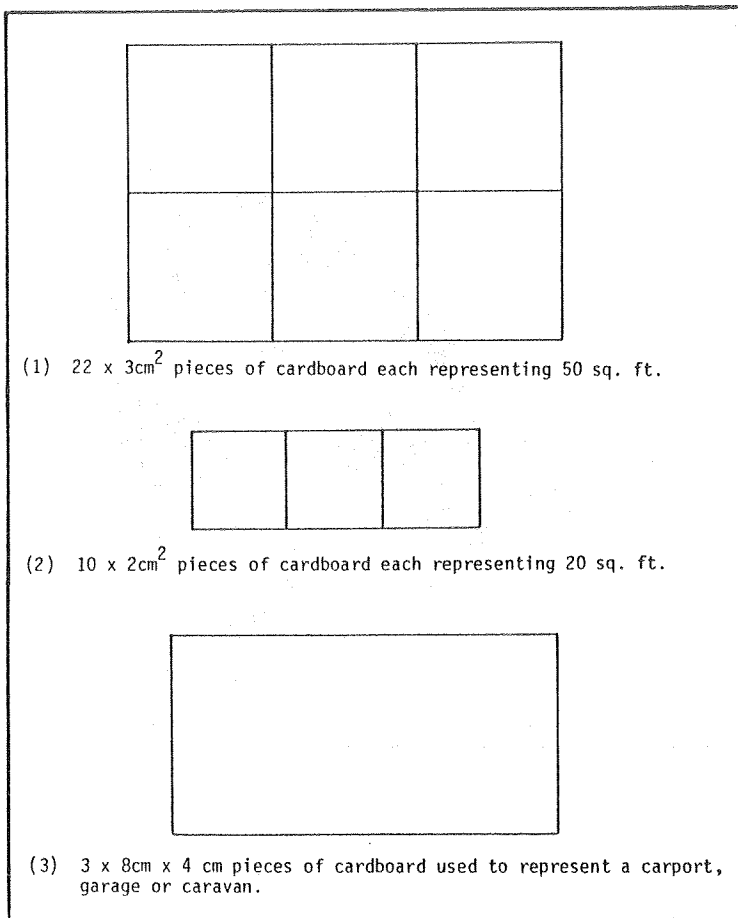 (1) 22 x 3cm² pieces of cardboard each representing 50 sq. ft.
(2) 10 x 2cm² pieces of cardboard each representing 20 sq. ft.
(3) 3 x 8cm x 4 cm pieces of cardboard used to represent a carport,
garage or caravan.